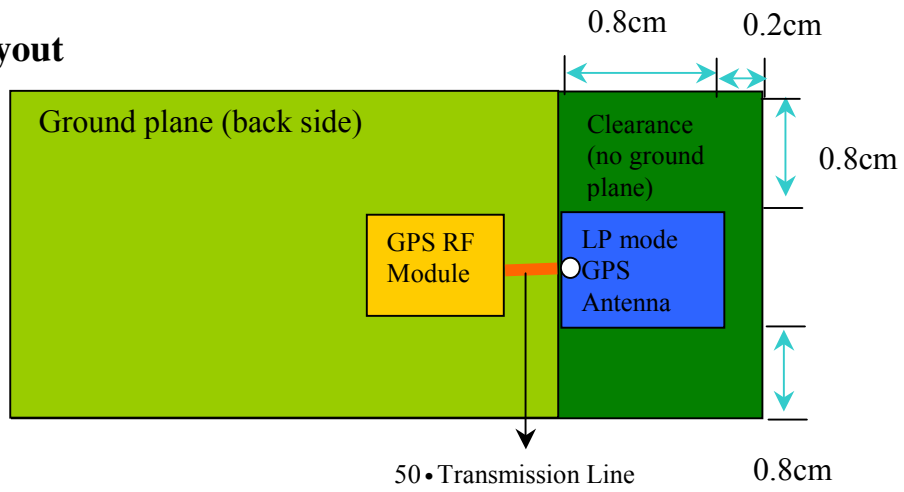 0.8cm
0.2cm
yout
Ground plane (back side)
Clearance
(no ground
plane)
0.8cm
GPS RF
Module
LP mode
GPS
Antenna
50•Transmission Line
0.8cm